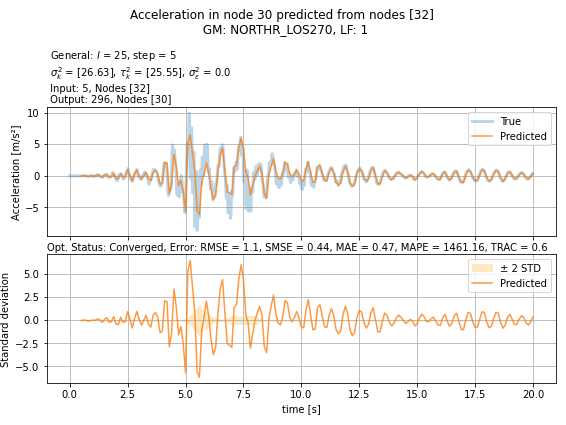 Acceleration in node 30 predicted from nodes [32]
GM: NORTHR_LOS270, LF: 1
General: l = 25, step = 5
σ²ₖ = [26.63], τ²ₖ = [25.55], σ²ε = 0.0
Input: 5, Nodes [32]
Output: 296, Nodes [30]
Acceleration [m/s²]
10
5
0
−5
True
Predicted
Opt. Status: Converged, Error: RMSE = 1.1, SMSE = 0.44, MAE = 0.47, MAPE = 1461.16, TRAC = 0.6
Standard deviation
5.0
2.5
0.0
−2.5
−5.0
± 2 STD
Predicted
0.0 2.5 5.0 7.5 10.0 12.5 15.0 17.5 20.0
time [s]